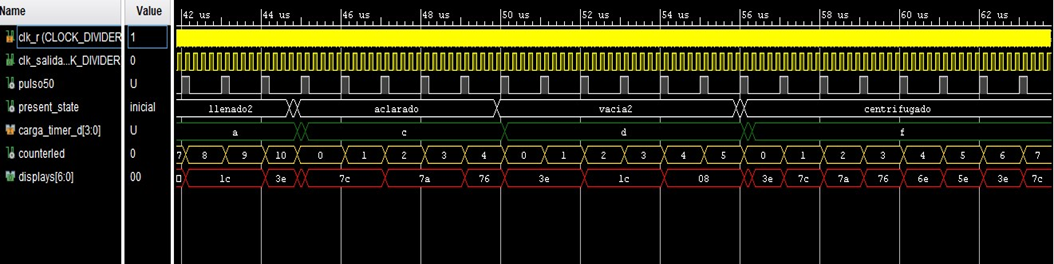 Name Value 42 us 44 us 46 us 48 us 50 us 52 us 54 us 56 us 58 us 60 us 62 us
clk_r (CLOCK_DIVIDER 1
clk_salida...K_DIVIDER 0
pulso50 U
present_state inicial llenado2 aclarado vacia2 centrifugado
carga_timer_d[3:0] U a c d f
counterled 0 7 8 9 10 0 1 2 3 4 0 1 2 3 4 5 0 1 2 3 4 5 6 7
displays[6:0] 00 1c 3e 7c 7a 76 3e 1c 08 3e 7c 7a 76 6e 5e 3e 7c